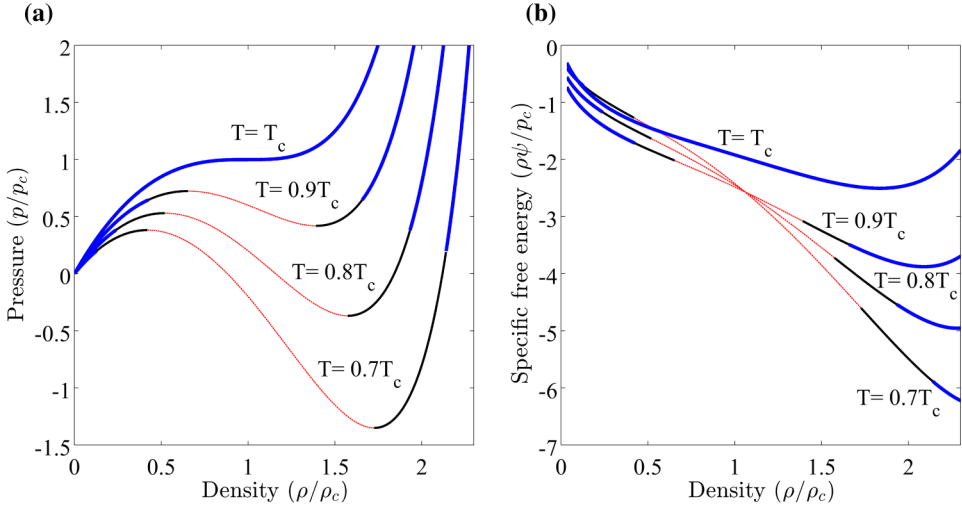 (a)
2
1.5
1
0.5
0
-0.5
-1
-1.5
Pressure (p/p_c)
T= T_c
T= 0.9T_c
T= 0.8T_c
T= 0.7T_c
0 0.5 1 1.5 2
Density (ρ/ρ_c)
(b)
0
-1
-2
-3
-4
-5
-6
-7
Specific free energy (ρψ/p_c)
T= T_c
T= 0.9T_c
T= 0.8T_c
T= 0.7T_c
0 0.5 1 1.5 2
Density (ρ/ρ_c)